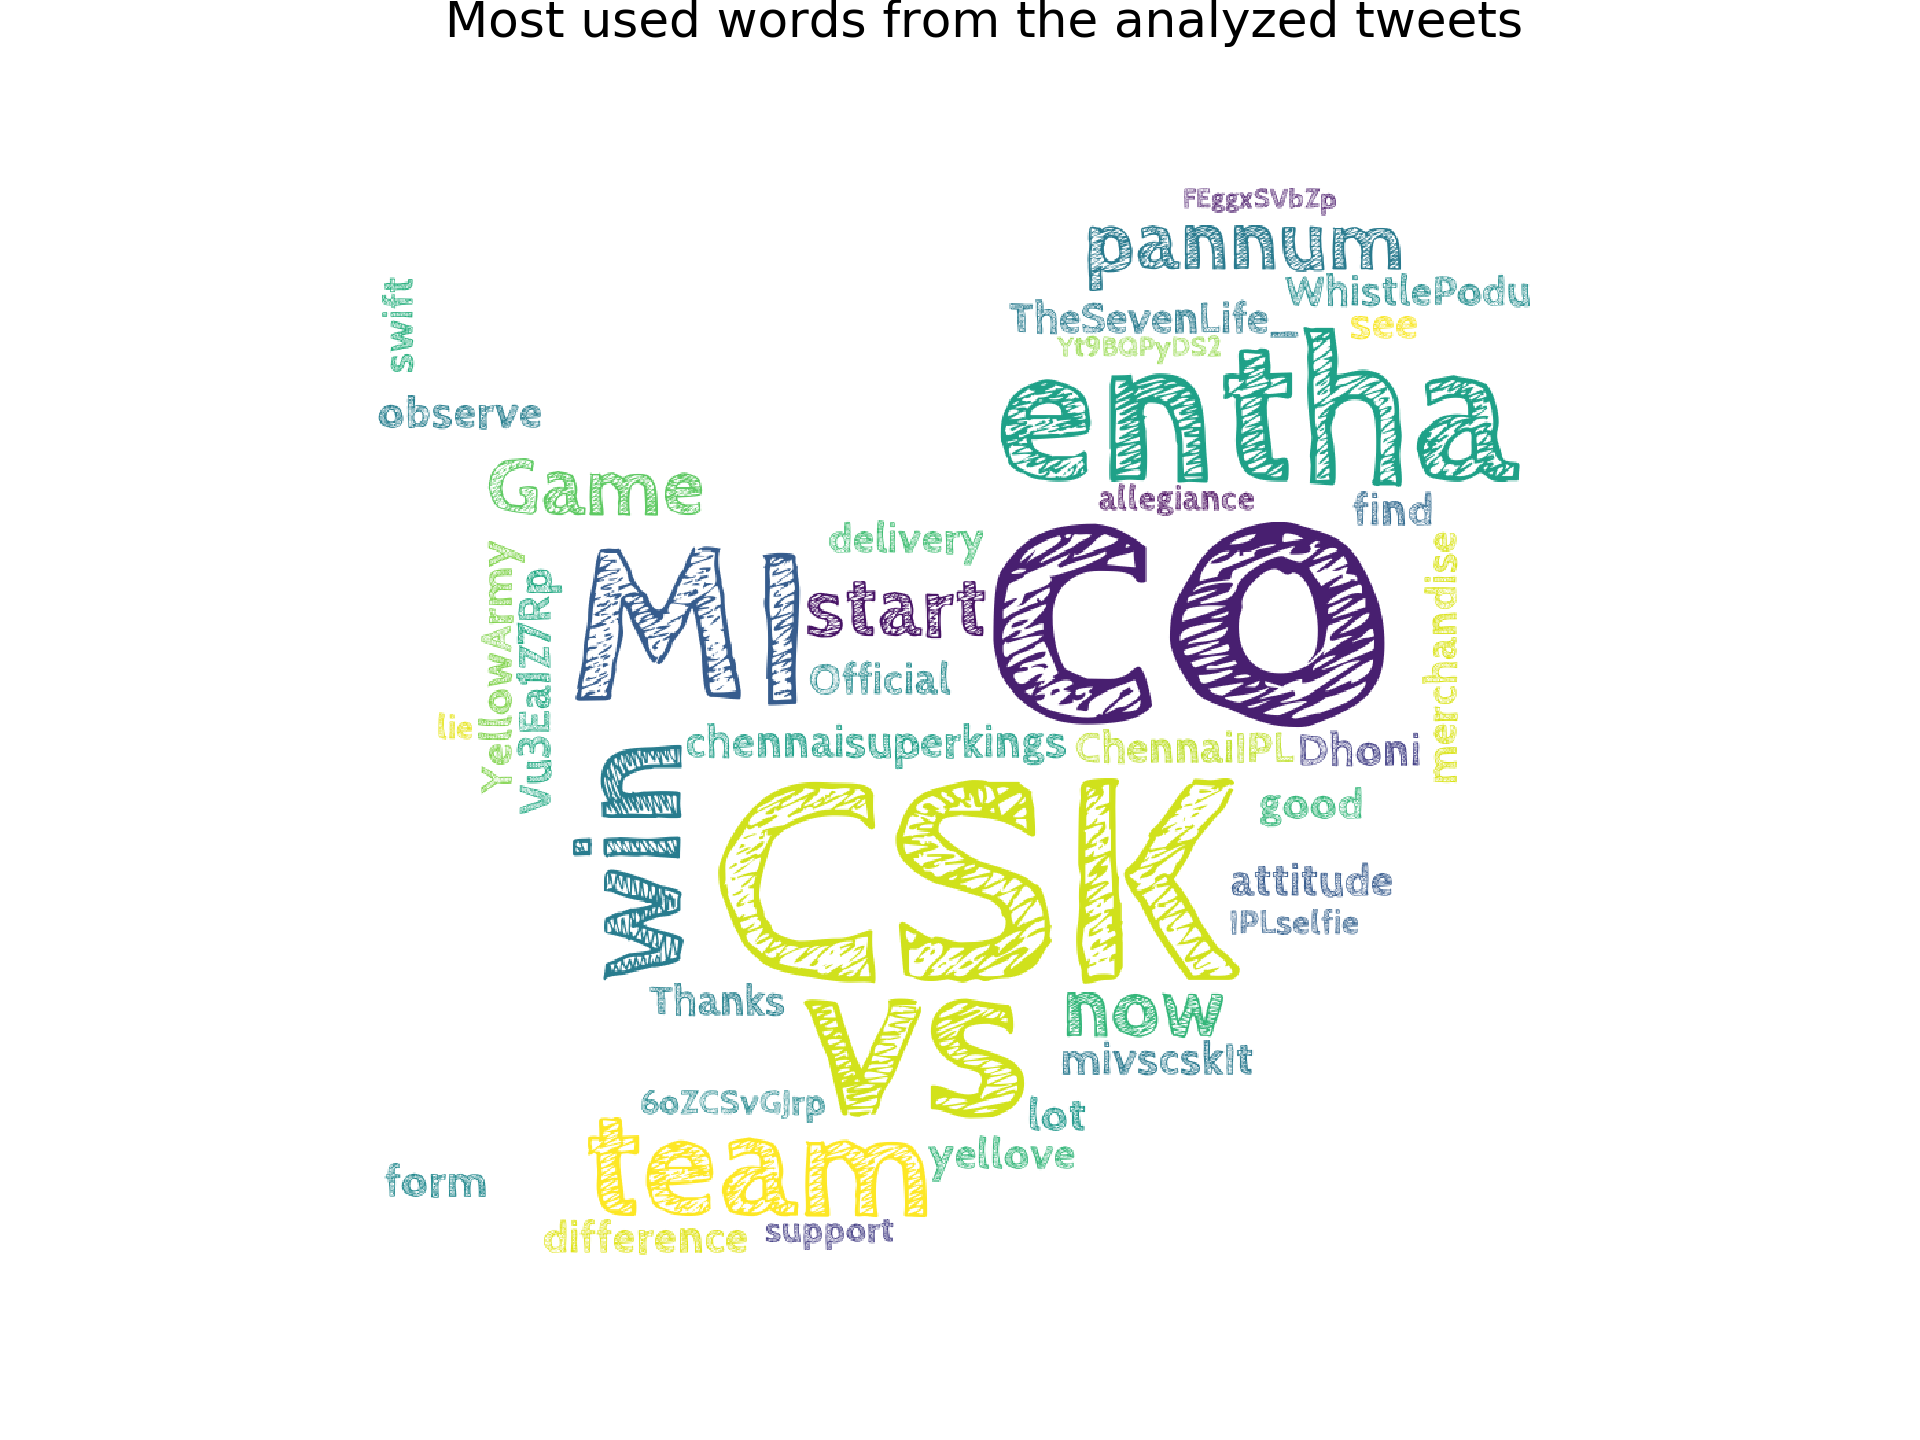 Most used words from the analyzed tweets
FEggxSVbZp
pannum
WhistlePodu
swift
TheSevenLife_
see
Yt9BQPyDS2
entha
observe
Game
allegiance
find
delivery
CO
MI
start
merchandise
YellowArmy
Vu3Ea1Z7Rp
Official
lie
chennaisuperkings
ChennaiIPL
Dhoni
win
CSK
good
attitude
IPLselfie
Thanks
vs
now
mivscsklt
6oZCSvGJrp
lot
team
yellove
form
difference
support